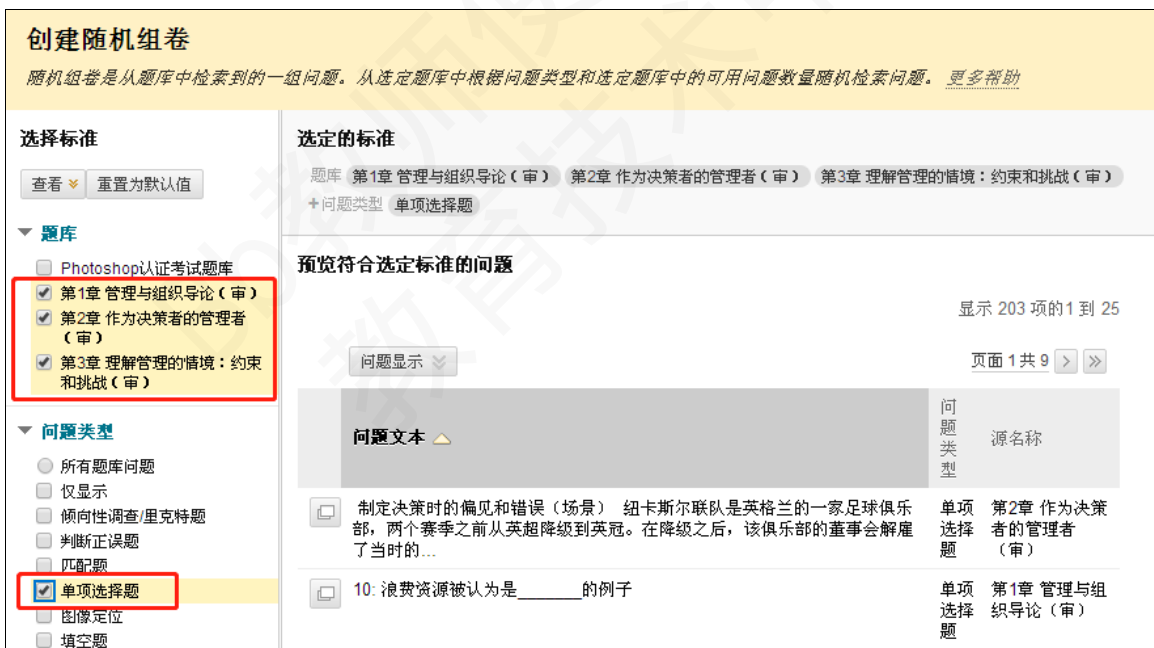 创建随机组卷
随机组卷是从题库中检索到的一组问题。从选定题库中根据问题类型和选定题库中的可用问题数量随机检索问题。 更多帮助
选择标准
查看 重置为默认值
题库
Photoshop认证考试题库
第1章 管理与组织导论（审）
第2章 作为决策者的管理者
（审）
第3章 理解管理的情境：约束
和挑战（审）
问题类型
所有题库问题
仅显示
倾向性调查/里克特题
判断正误题
匹配题
单项选择题
图像定位
填空题
选定的标准
题库 第1章 管理与组织导论（审） 第2章 作为决策者的管理者（审） 第3章 理解管理的情境：约束和挑战（审）
+问题类型 单项选择题
预览符合选定标准的问题
显示 203 项的1 到 25
问题显示
页面 1 共 9 > >>
问题文本
问
题
类
型
源名称
制定决策时的偏见和错误（场景） 纽卡斯尔联队是英格兰的一家足球俱乐
部，两个赛季之前从英超降级到英冠。在降级之后，该俱乐部的董事会解雇
了当时的...
单项
选择
题
第2章 作为决策
者的管理者
（审）
10: 浪费资源被认为是_______的例子
单项
选择
题
第1章 管理与组
织导论（审）
教育技术